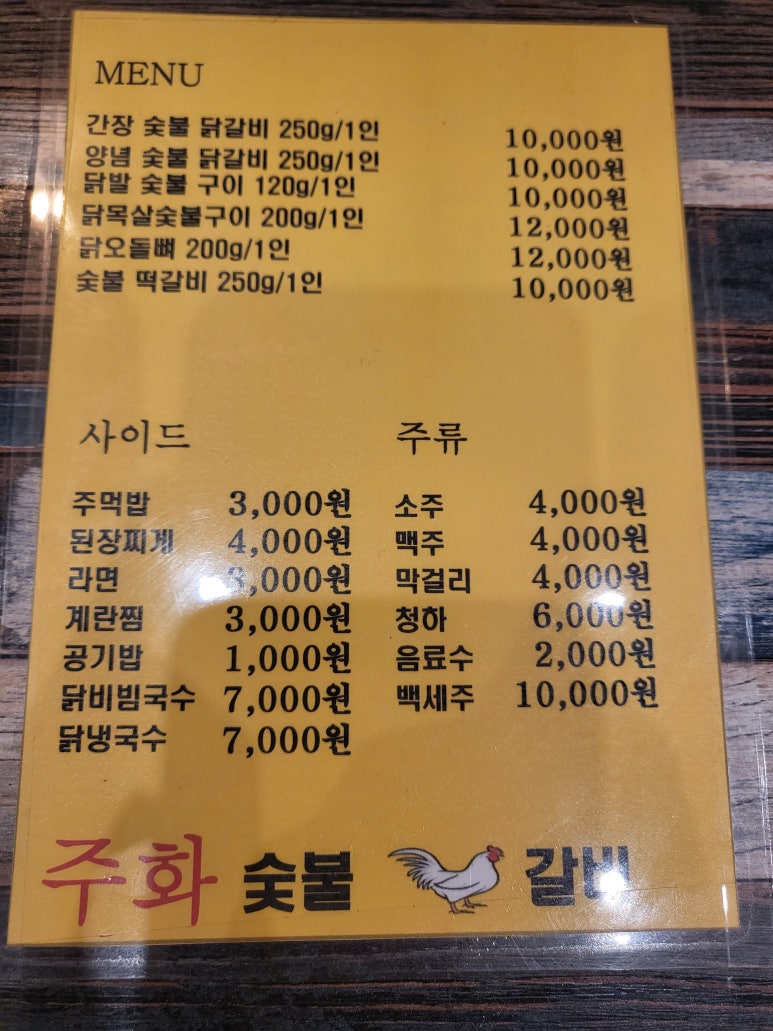 MENU
간장 숯불 닭갈비 250g/1인 10,000원
양념 숯불 닭갈비 250g/1인 10,000원
닭발 숯불 구이 120g/1인 10,000원
닭목살숯불구이 200g/1인 12,000원
닭오돌뼈 200g/1인 12,000원
숯불 떡갈비 250g/1인 10,000원
사이드
주먹밥 3,000원
된장찌게 4,000원
라면 3,000원
계란찜 3,000원
공기밥 1,000원
닭비빔국수 7,000원
닭냉국수 7,000원
주류
소주 4,000원
맥주 4,000원
막걸리 4,000원
청하 6,000원
음료수 2,000원
백세주 10,000원
주화 숯불 갈비